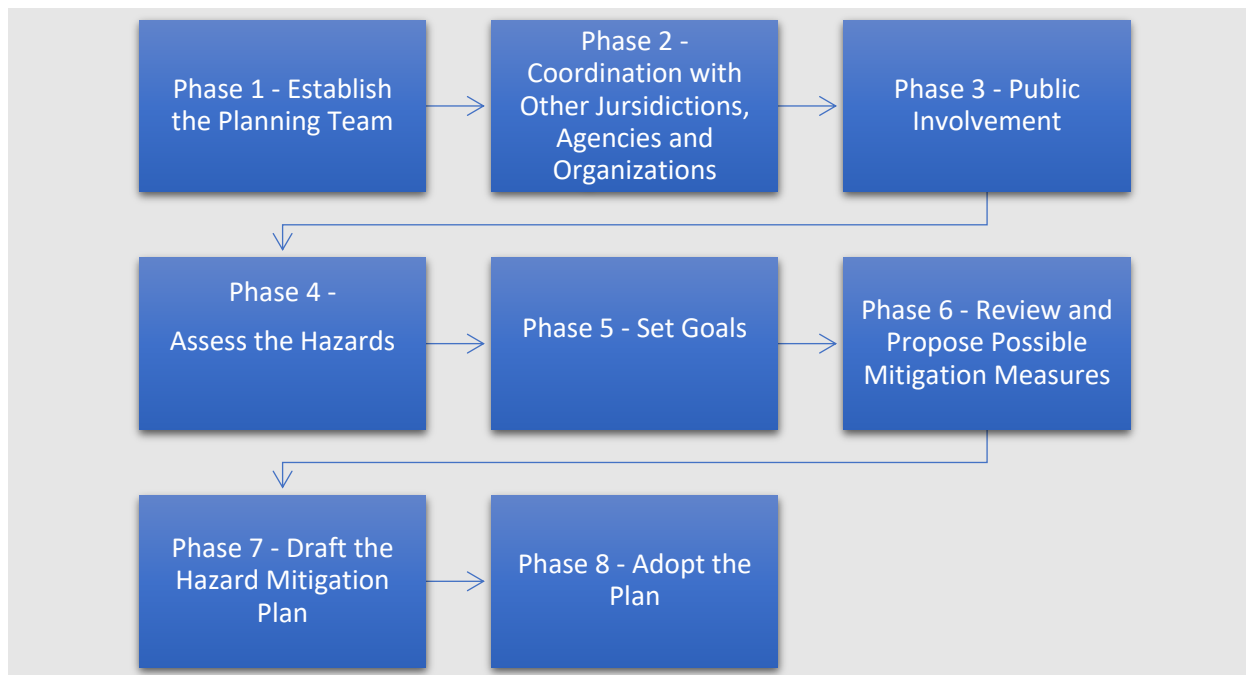 Phase 1 - Establish
the Planning Team
Phase 2 -
Coordination with
Other Jursidictions,
Agencies and
Organizations
Phase 3 - Public
Involvement
Phase 4 -
Assess the Hazards
Phase 5 - Set Goals
Phase 6 - Review and
Propose Possible
Mitigation Measures
Phase 7 - Draft the
Hazard Mitigation
Plan
Phase 8 - Adopt the
Plan